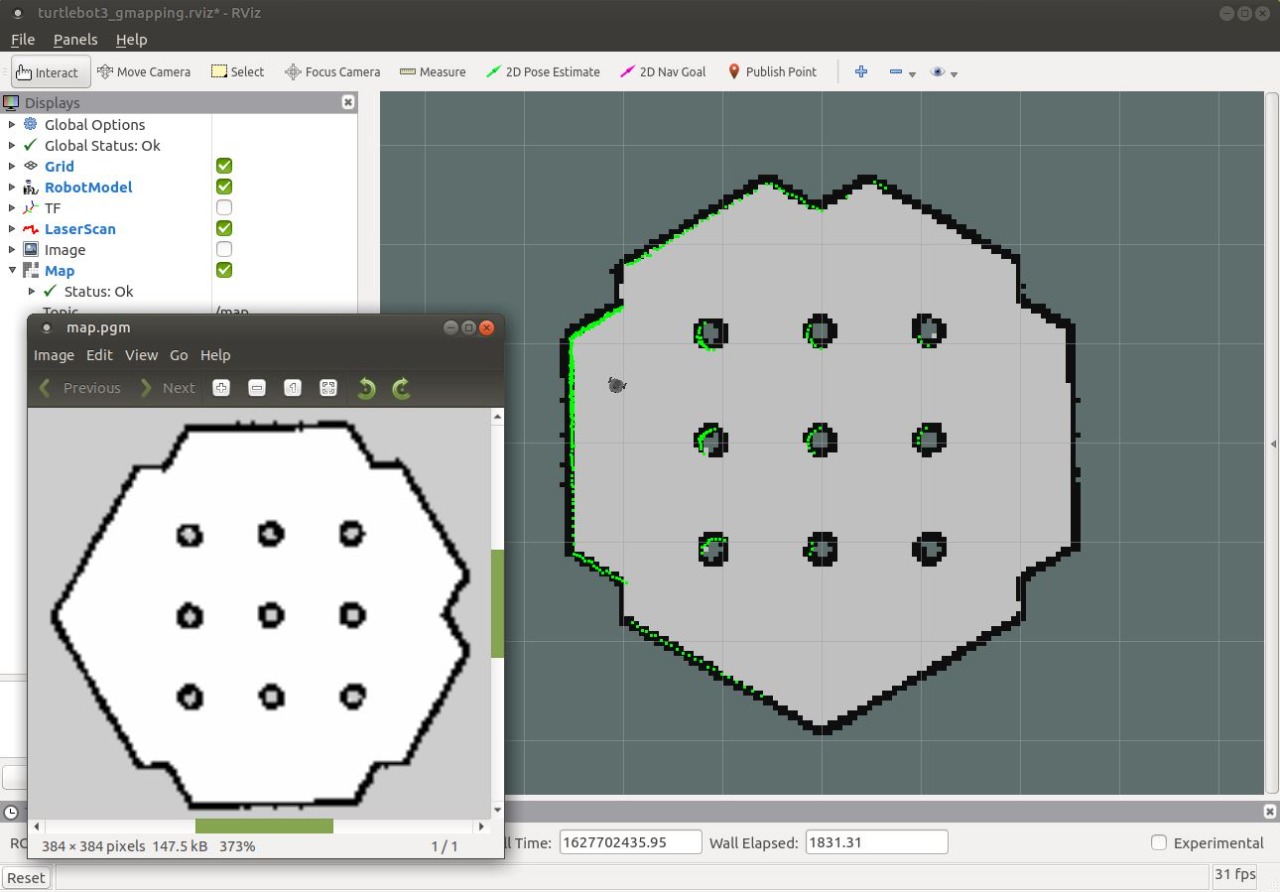 turtlebot3_gmapping.rviz* - RViz
File Panels Help
Interact Move Camera Select Focus Camera Measure 2D Pose Estimate 2D Nav Goal Publish Point
Displays
Global Options
Global Status: Ok
Grid
RobotModel
TF
LaserScan
Image
Map
Status: Ok
Topic /map
map.pgm
Image Edit View Go Help
Previous Next
384 × 384 pixels 147.5 kB 373% 1 / 1
Time: 1627702435.95 Wall Elapsed: 1831.31 Experimental
Reset 31 fps